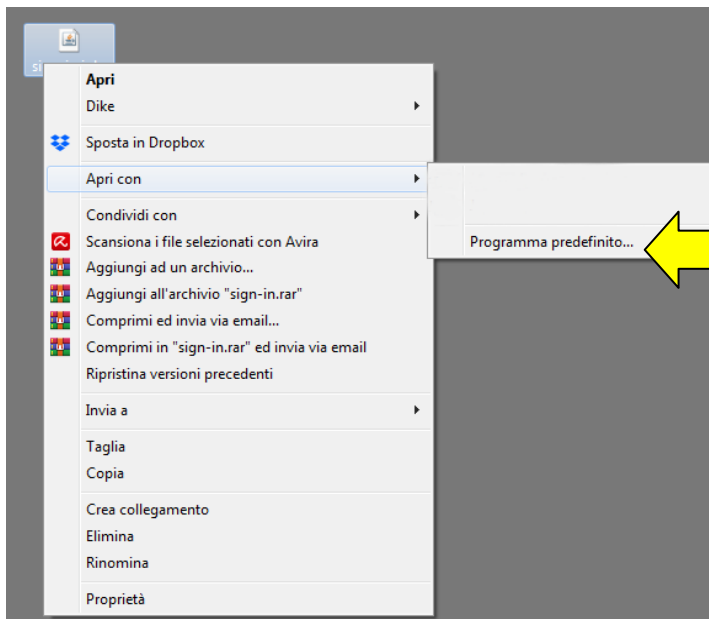 Apri
Dike
Sposta in Dropbox
Apri con
Condividi con
Programma predefinito...
Scansiona i file selezionati con Avira
Aggiungi ad un archivio...
Aggiungi all'archivio "sign-in.rar"
Comprimi ed invia via email...
Comprimi in "sign-in.rar" ed invia via email
Ripristina versioni precedenti
Invia a
Taglia
Copia
Crea collegamento
Elimina
Rinomina
Proprietà